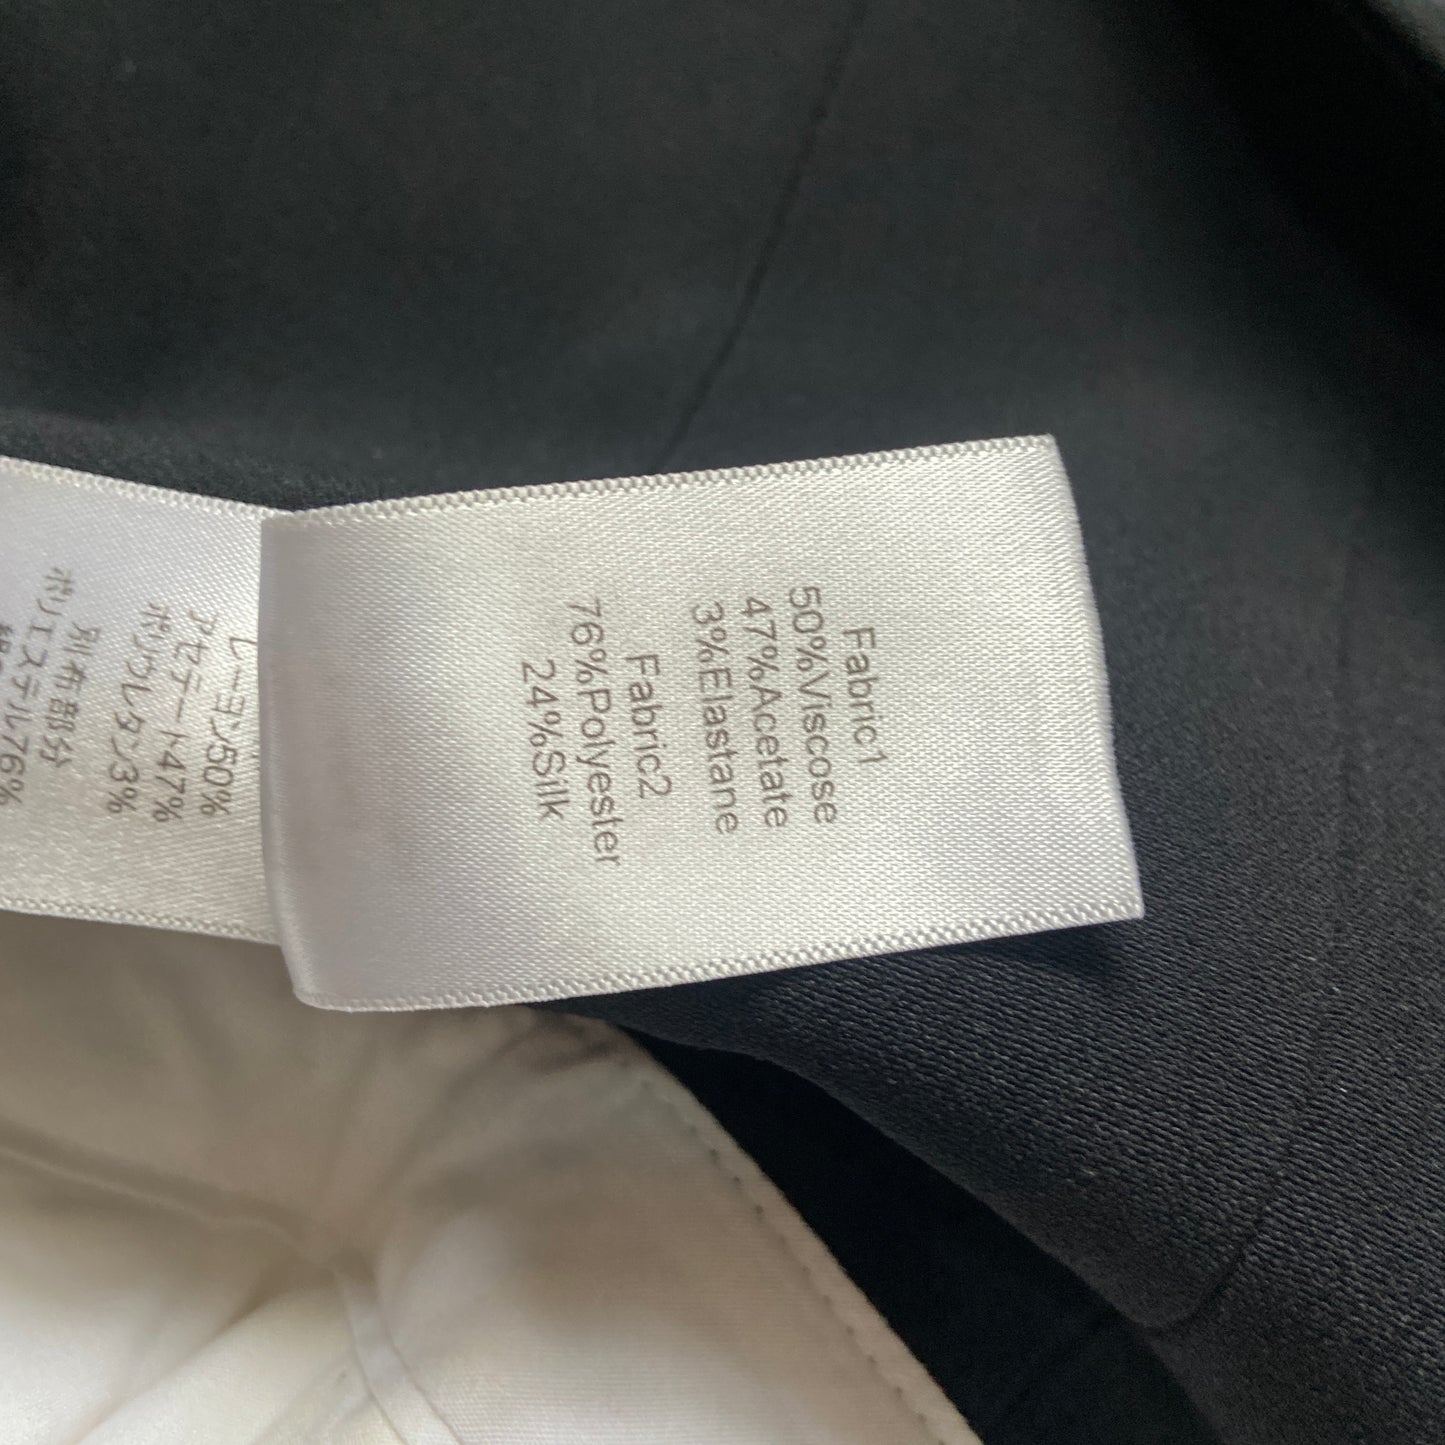 Fabric1
50%Viscose
47%Acetate
3%Elastane
Fabric2
76%Polyester
24%Silk
レーヨン50%
アセテート47%
ポリウレタン3%
別布部分
ポリエステル76%